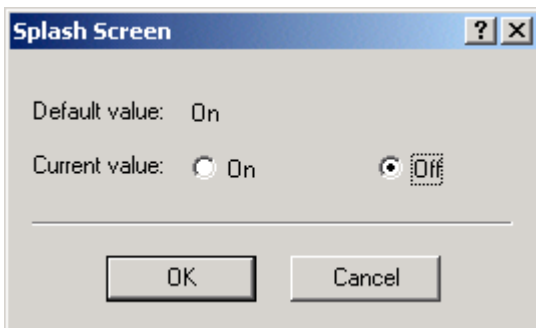 Splash Screen
Default value: On
Current value: On Off
OK Cancel